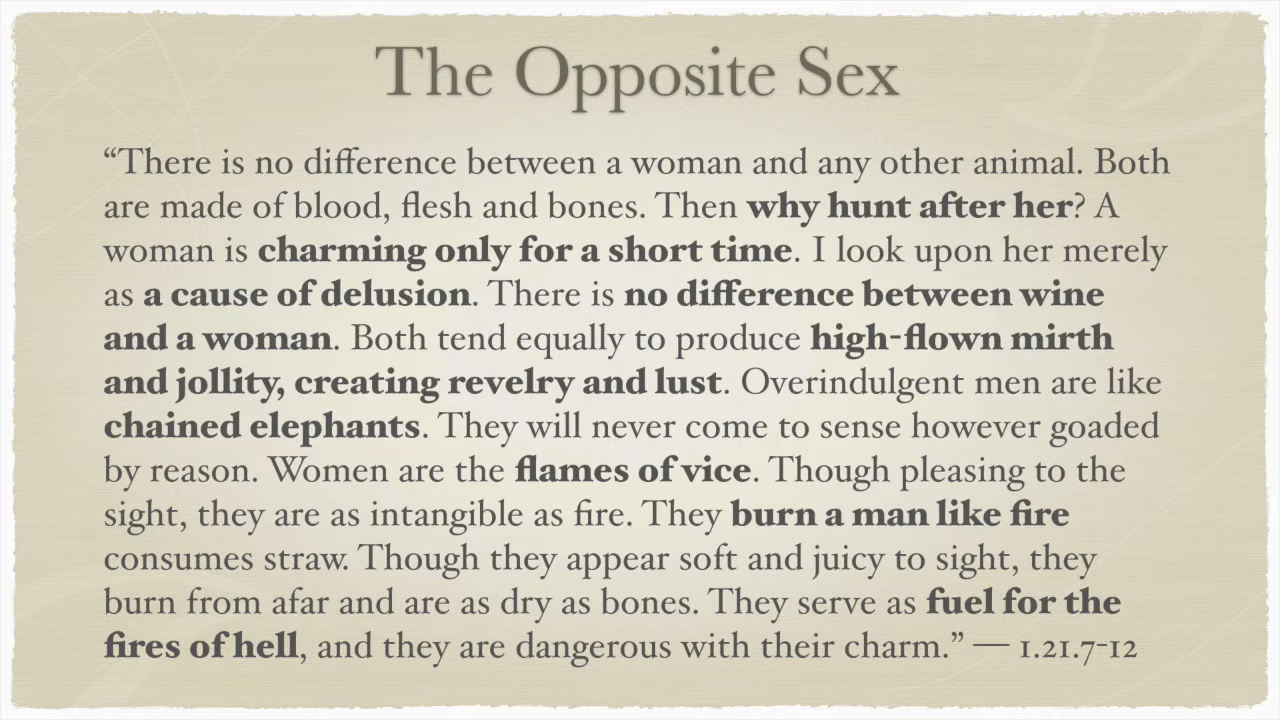 The Opposite Sex
“There is no difference between a woman and any other animal. Both
are made of blood, flesh and bones. Then why hunt after her? A
woman is charming only for a short time. I look upon her merely
as a cause of delusion. There is no difference between wine
and a woman. Both tend equally to produce high-flown mirth
and jollity, creating revelry and lust. Overindulgent men are like
chained elephants. They will never come to sense however goaded
by reason. Women are the flames of vice. Though pleasing to the
sight, they are as intangible as fire. They burn a man like fire
consumes straw. Though they appear soft and juicy to sight, they
burn from afar and are as dry as bones. They serve as fuel for the
fires of hell, and they are dangerous with their charm.” — 1.21.7-12